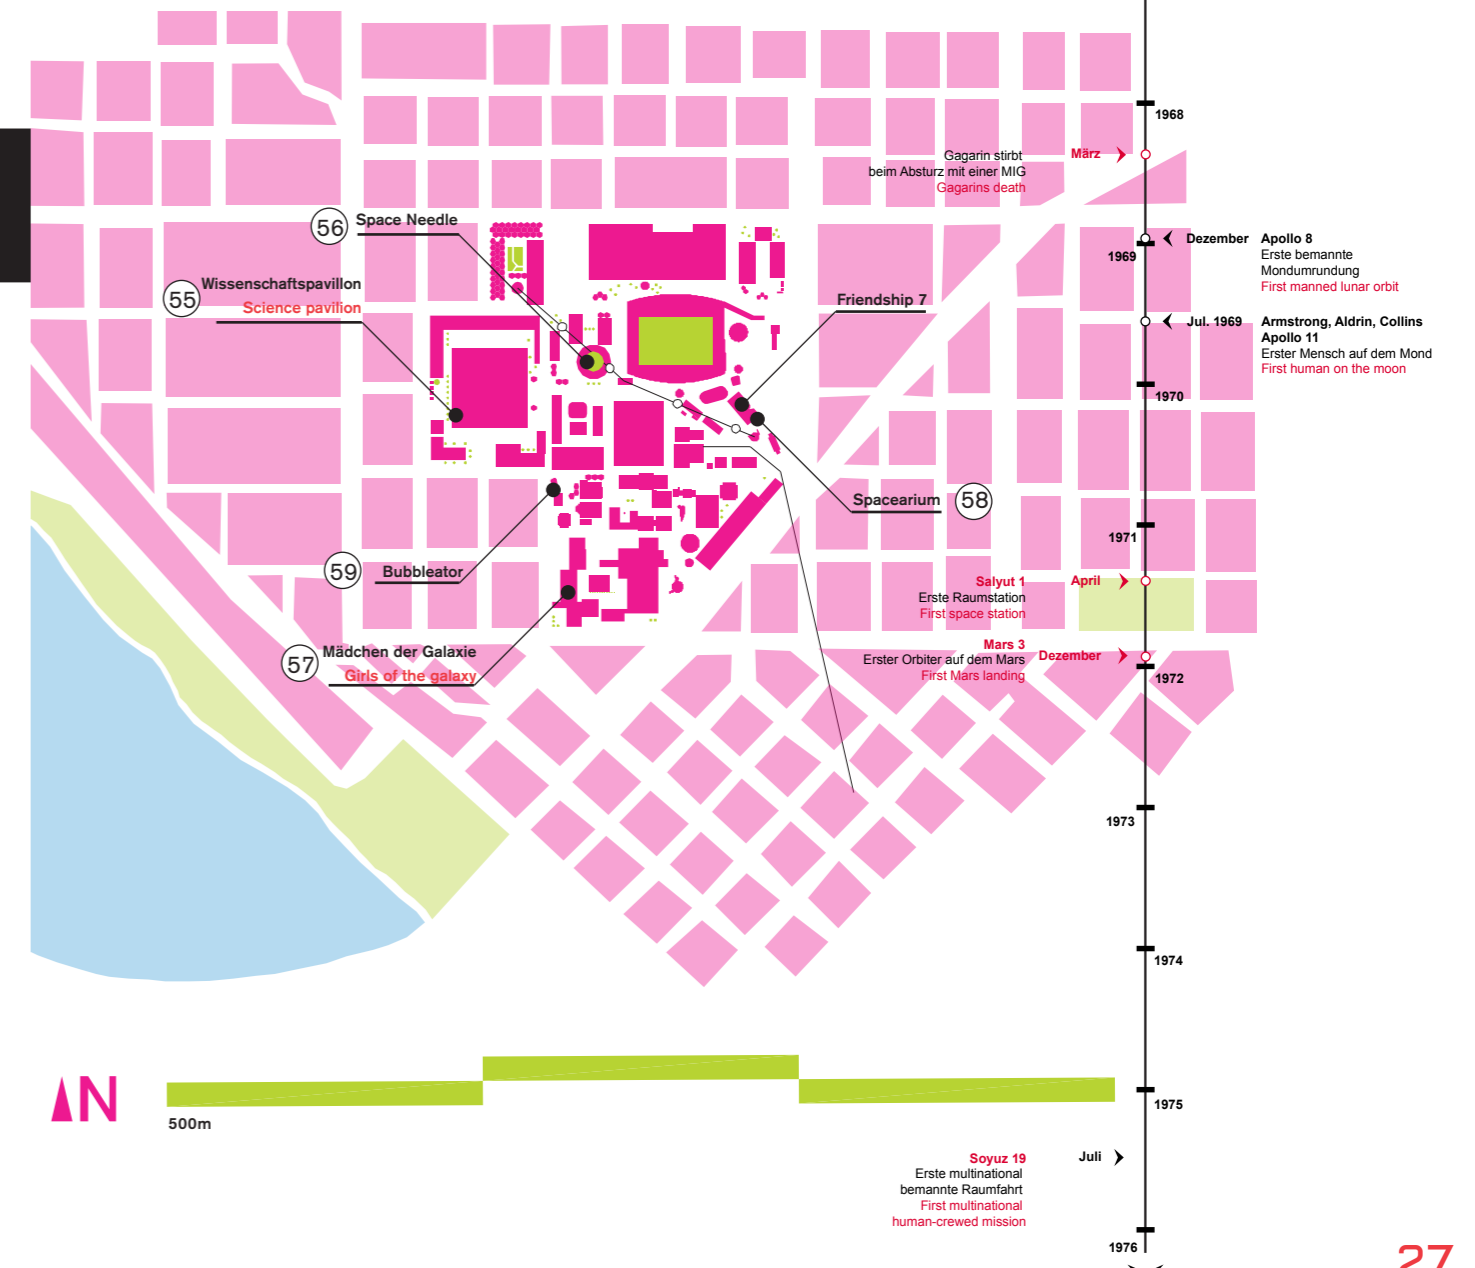 1968
Gagarin stirbt
beim Absturz mit einer MIG
Gagarins death
März
56
Space Needle
Dezember
Apollo 8
Erste bemannte
Mondumrundung
First manned lunar orbit
1969
55
Wissenschaftspavillon
Science pavilion
Friendship 7
Jul. 1969
Armstrong, Aldrin, Collins
Apollo 11
Erster Mensch auf dem Mond
First human on the moon
1970
Spacearium
58
1971
59
Bubbleator
Salyut 1
Erste Raumstation
First space station
April
57
Mädchen der Galaxie
Girls of the galaxy
Mars 3
Erster Orbiter auf dem Mars
First Mars landing
Dezember
1972
1973
1974
N
500m
1975
Soyuz 19
Erste multinational
bemannte Raumfahrt
First multinational
human-crewed mission
Juli
1976
27